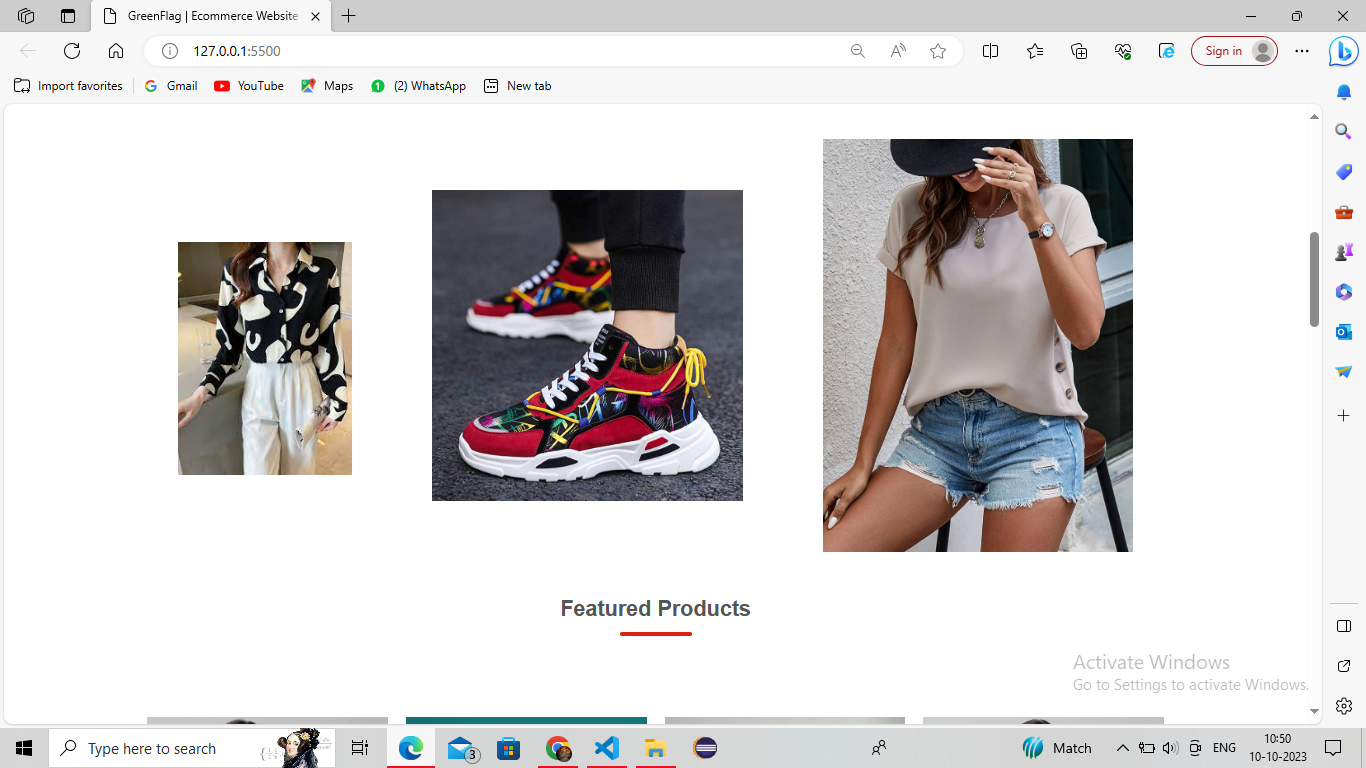 GreenFlag | Ecommerce Website
127.0.0.1:5500
Sign in
Import favorites
Gmail
YouTube
Maps
(2) WhatsApp
New tab
Featured Products
Activate Windows
Go to Settings to activate Windows.
Type here to search
3
Match
ENG
10:50
10-10-2023